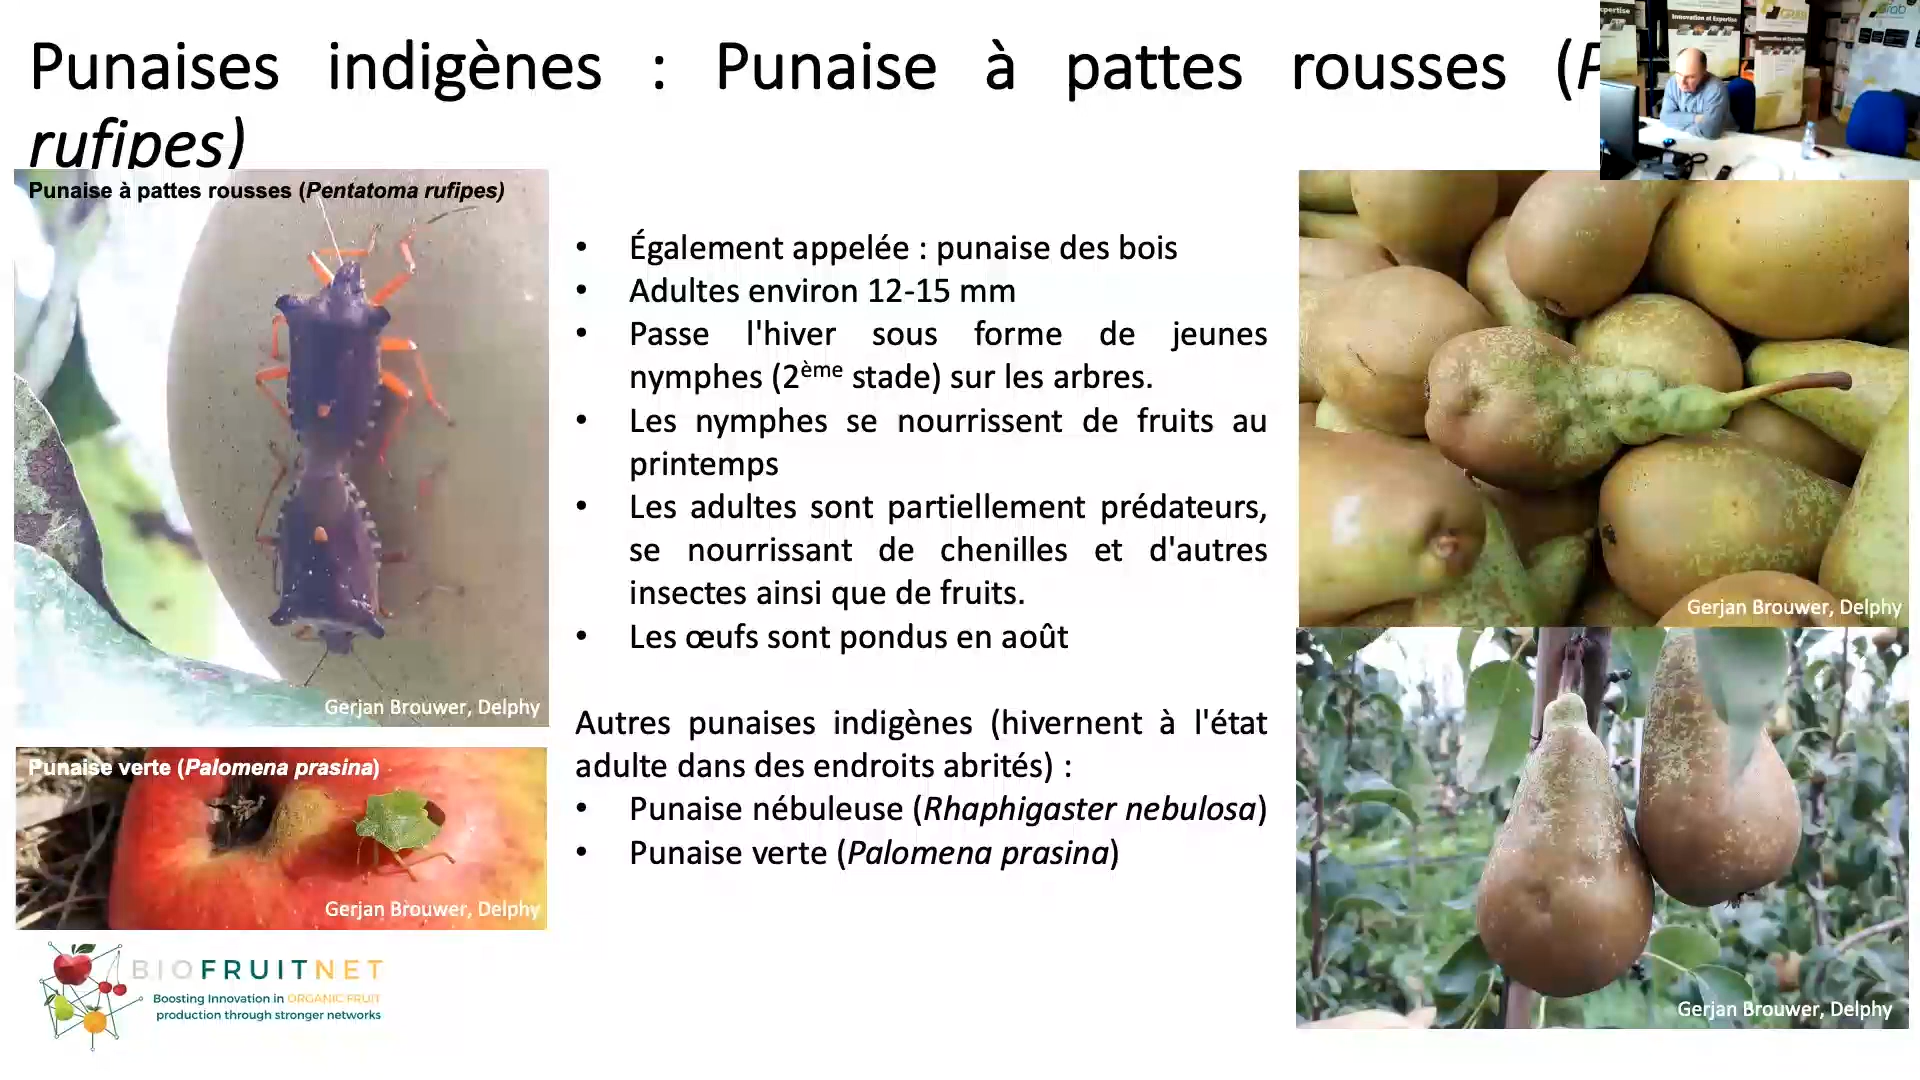 Punaises indigènes : Punaise à pattes rousses (P
rufipes)
Punaise à pattes rousses (Pentatoma rufipes)
Gerjan Brouwer, Delphy
Punaise verte (Palomena prasina)
Gerjan Brouwer, Delphy
• Également appelée : punaise des bois
• Adultes environ 12-15 mm
• Passe l'hiver sous forme de jeunes
nymphes (2ème stade) sur les arbres.
• Les nymphes se nourrissent de fruits au
printemps
• Les adultes sont partiellement prédateurs,
se nourrissant de chenilles et d'autres
insectes ainsi que de fruits.
• Les œufs sont pondus en août
Autres punaises indigènes (hivernent à l'état
adulte dans des endroits abrités) :
• Punaise nébuleuse (Rhaphigaster nebulosa)
• Punaise verte (Palomena prasina)
Gerjan Brouwer, Delphy
Gerjan Brouwer, Delphy
BIOFRUITNET
Boosting Innovation in ORGANIC FRUIT
production through stronger networks
Innovation et Expertise